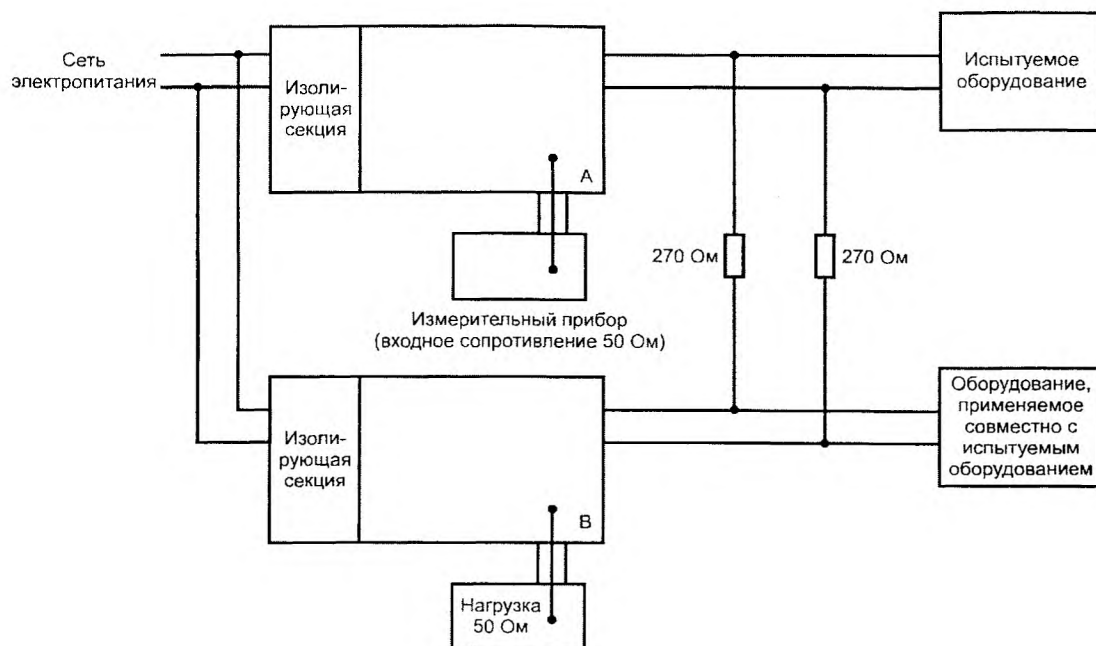 Сеть
электропитания
Изоли-
рующая
секция
А
Испытуемое
оборудование
270 Ом
270 Ом
Измерительный прибор
(входное сопротивление 50 Ом)
Изоли-
рующая
секция
В
Оборудование,
применяемое
совместно с
испытуемым
оборудованием
Нагрузка
50 Ом